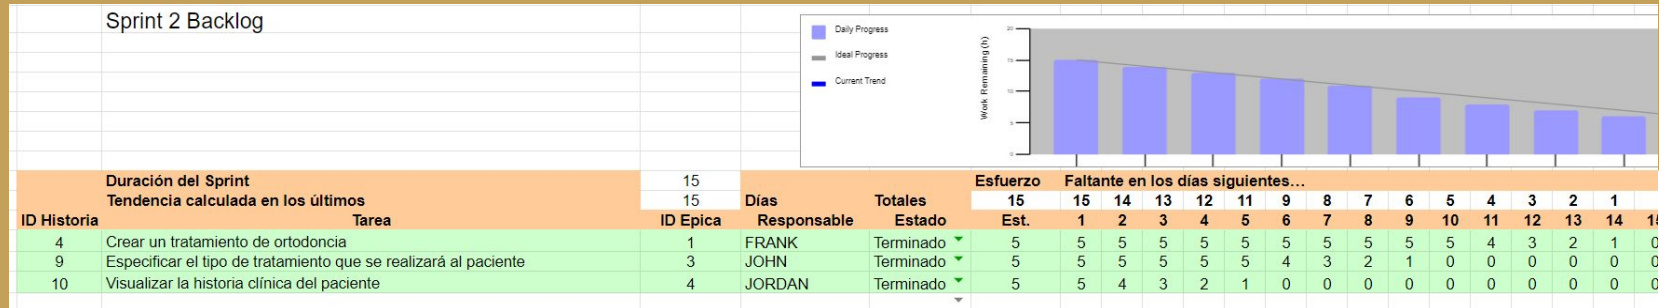 Sprint 2 Backlog
Daily Progress
Ideal Progress
Current Trend
Work Remaining (h)
20
15
10
5
0
Duración del Sprint 15 Esfuerzo Faltante en los días siguientes...
Tendencia calculada en los últimos 15 Días Totales 15 15 14 13 12 11 9 8 7 6 5 4 3 2 1
ID Historia Tarea ID Epica Responsable Estado Est. 1 2 3 4 5 6 7 8 9 10 11 12 13 14 15
4 Crear un tratamiento de ortodoncia 1 FRANK Terminado 5 5 5 5 5 5 5 5 5 5 5 4 3 2 1 0
9 Especificar el tipo de tratamiento que se realizará al paciente 3 JOHN Terminado 5 5 5 5 5 5 4 3 2 1 0 0 0 0 0 0
10 Visualizar la historia clínica del paciente 4 JORDAN Terminado 5 5 4 3 2 1 0 0 0 0 0 0 0 0 0 0